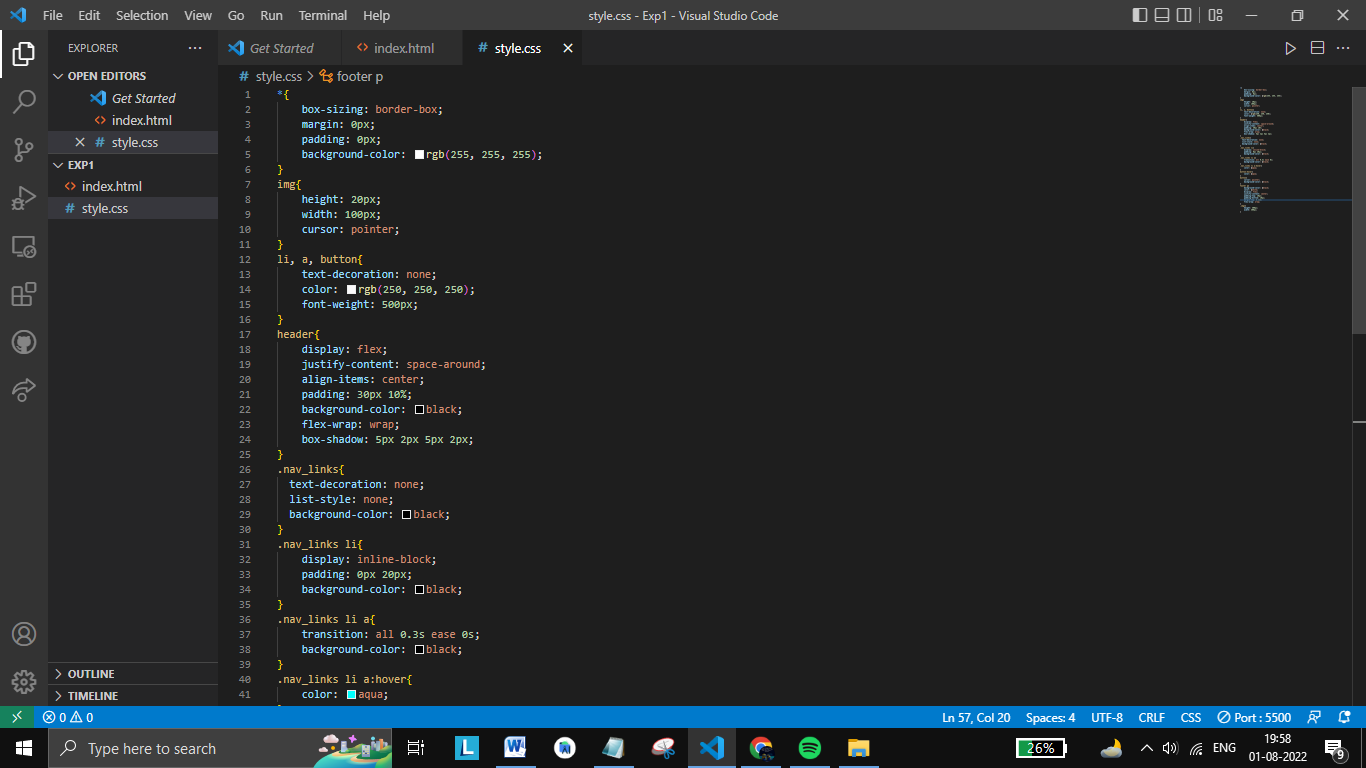 File Edit Selection View Go Run Terminal Help style.css - Exp1 - Visual Studio Code
EXPLORER
OPEN EDITORS
Get Started
index.html
style.css
EXP1
index.html
style.css
OUTLINE
TIMELINE
Get Started index.html style.css
# style.css > footer p
1 *{
2 box-sizing: border-box;
3 margin: 0px;
4 padding: 0px;
5 background-color: rgb(255, 255, 255);
6 }
7 img{
8 height: 20px;
9 width: 100px;
10 cursor: pointer;
11 }
12 li, a, button{
13 text-decoration: none;
14 color: rgb(250, 250, 250);
15 font-weight: 500px;
16 }
17 header{
18 display: flex;
19 justify-content: space-around;
20 align-items: center;
21 padding: 30px 10%;
22 background-color: black;
23 flex-wrap: wrap;
24 box-shadow: 5px 2px 5px 2px;
25 }
26 .nav_links{
27 text-decoration: none;
28 list-style: none;
29 background-color: black;
30 }
31 .nav_links li{
32 display: inline-block;
33 padding: 0px 20px;
34 background-color: black;
35 }
36 .nav_links li a{
37 transition: all 0.3s ease 0s;
38 background-color: black;
39 }
40 .nav_links li a:hover{
41 color: aqua;
0 0 Ln 57, Col 20 Spaces: 4 UTF-8 CRLF CSS Port : 5500
Type here to search
L W 26% ENG
19:58
01-08-2022
9